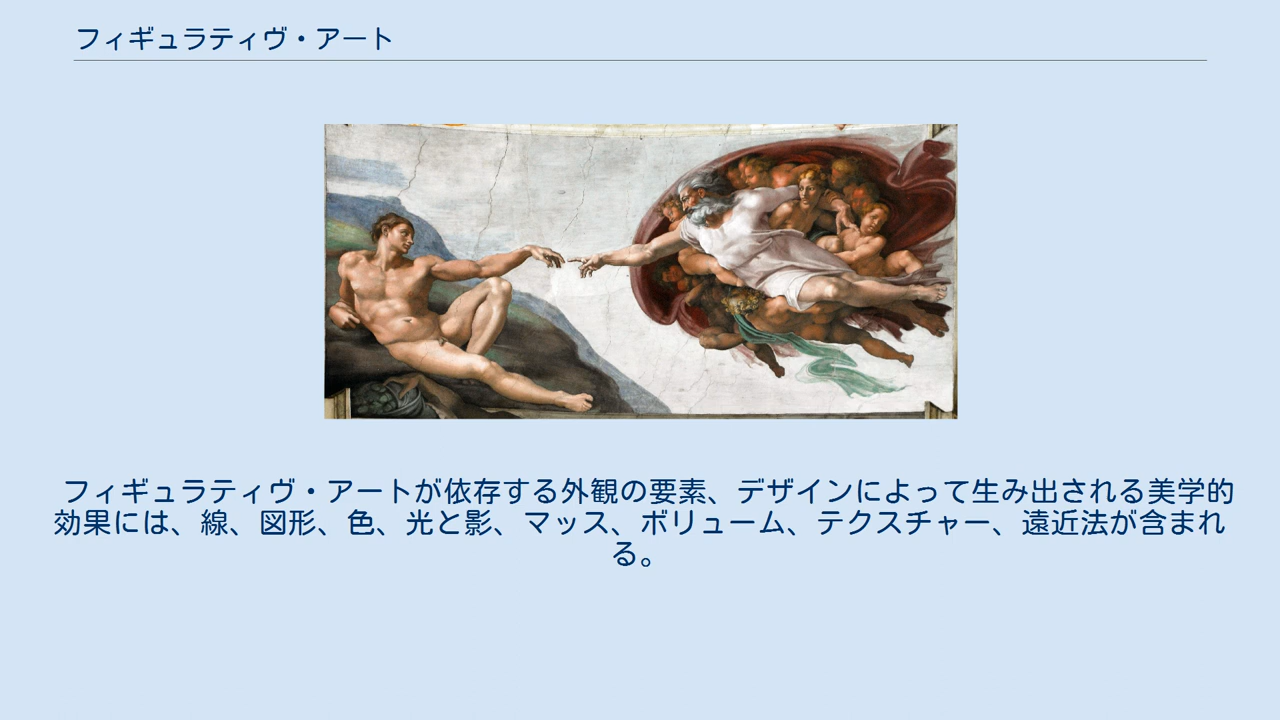 フィギュラティヴ・アート
フィギュラティヴ・アートが依存する外観の要素、デザインによって生み出される美学的
効果には、線、図形、色、光と影、マッス、ボリューム、テクスチャー、遠近法が含まれ
る。